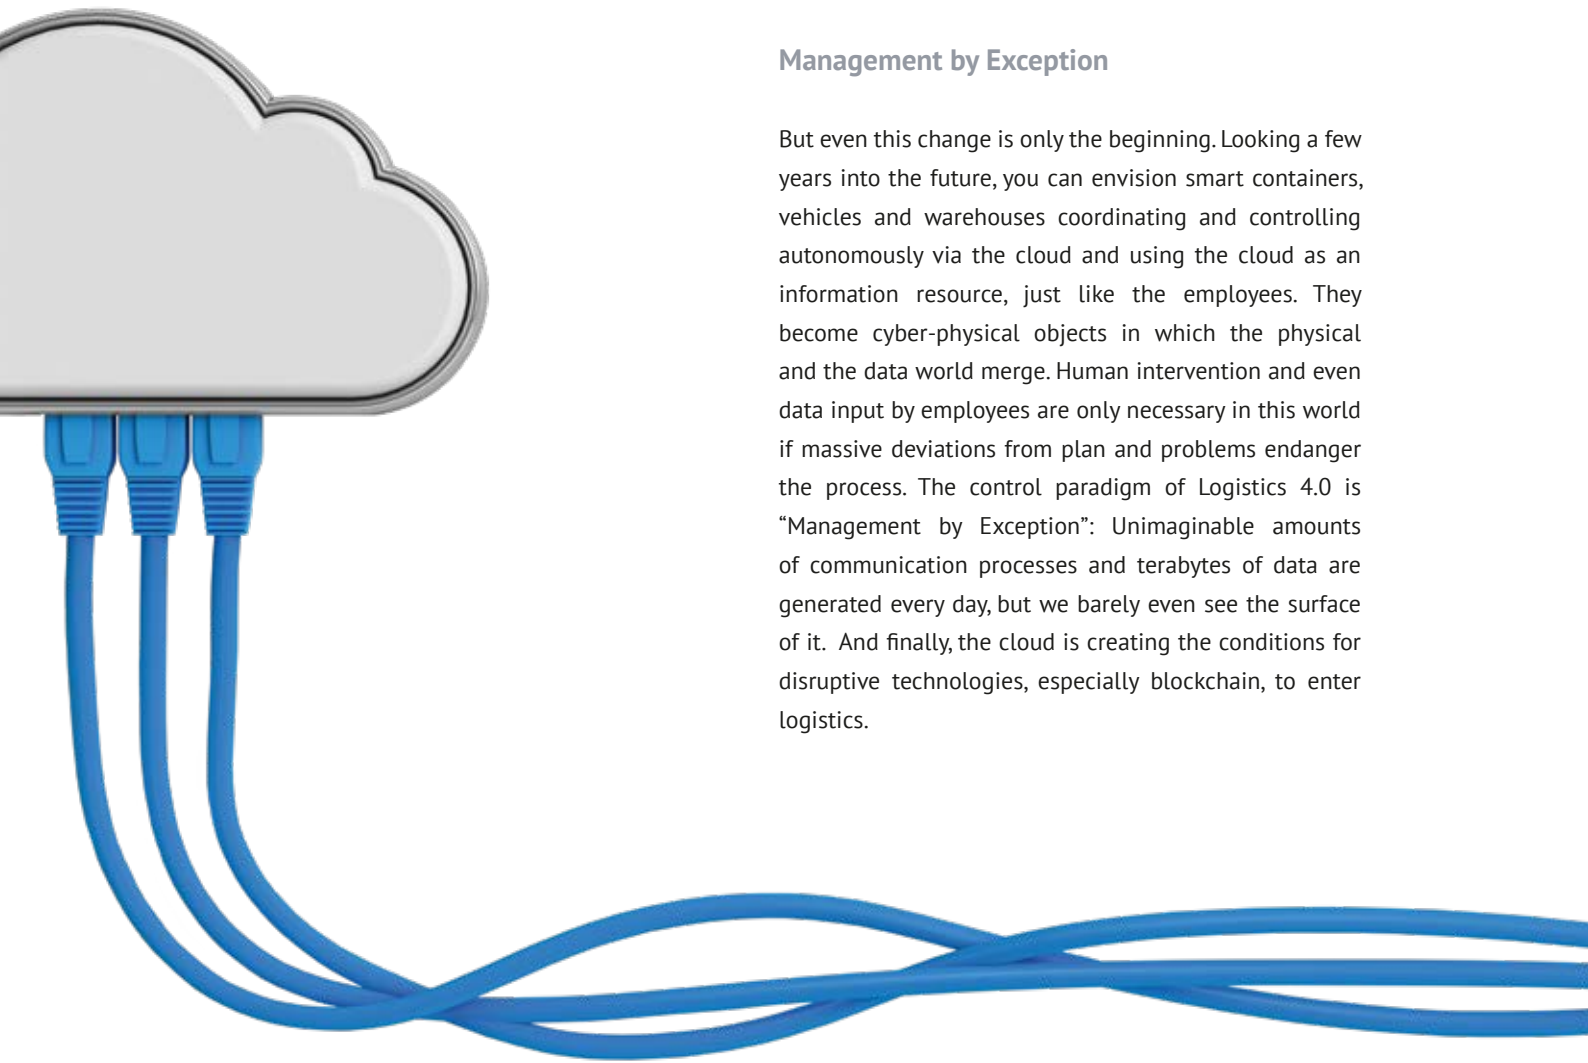 Management by Exception
But even this change is only the beginning. Looking a few
years into the future, you can envision smart containers,
vehicles and warehouses coordinating and controlling
autonomously via the cloud and using the cloud as an
information resource, just like the employees. They
become cyber-physical objects in which the physical
and the data world merge. Human intervention and even
data input by employees are only necessary in this world
if massive deviations from plan and problems endanger
the process. The control paradigm of Logistics 4.0 is
“Management by Exception”: Unimaginable amounts
of communication processes and terabytes of data are
generated every day, but we barely even see the surface
of it. And finally, the cloud is creating the conditions for
disruptive technologies, especially blockchain, to enter
logistics.